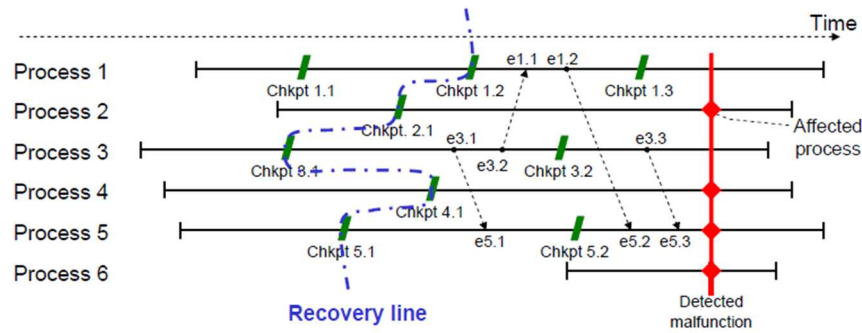 Time
Process 1
e1.1 e1.2
Chkpt 1.1
Chkpt 1.2
Chkpt 1.3
Process 2
Chkpt. 2.1
Affected
process
Process 3
e3.1
e3.2
e3.3
Chkpt 3.1
Chkpt 3.2
Process 4
Chkpt 4.1
Process 5
Chkpt 5.1
e5.1
Chkpt 5.2
e5.2
e5.3
Process 6
Recovery line
Detected
malfunction